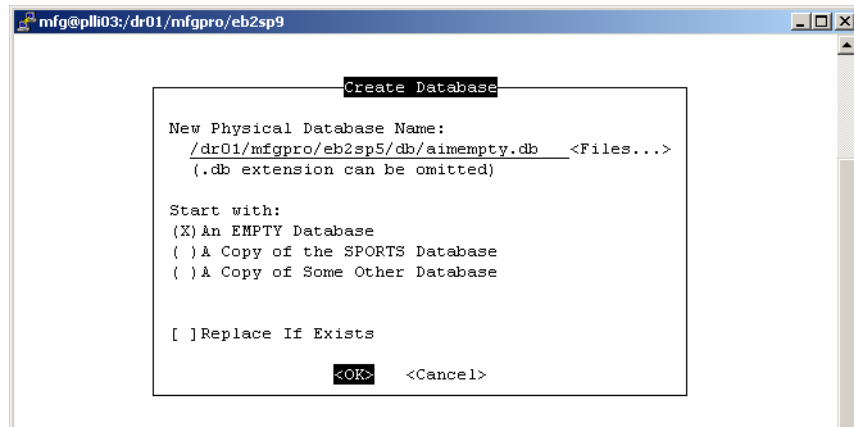 mfg@plli03:/dr01/mfgpro/eb2sp9
Create Database
New Physical Database Name:
/dr01/mfgpro/eb2sp5/db/aimempty.db <Files...>
(.db extension can be omitted)
Start with:
(X)An EMPTY Database
( )A Copy of the SPORTS Database
( )A Copy of Some Other Database
[ ]Replace If Exists
<OK> <Cancel>